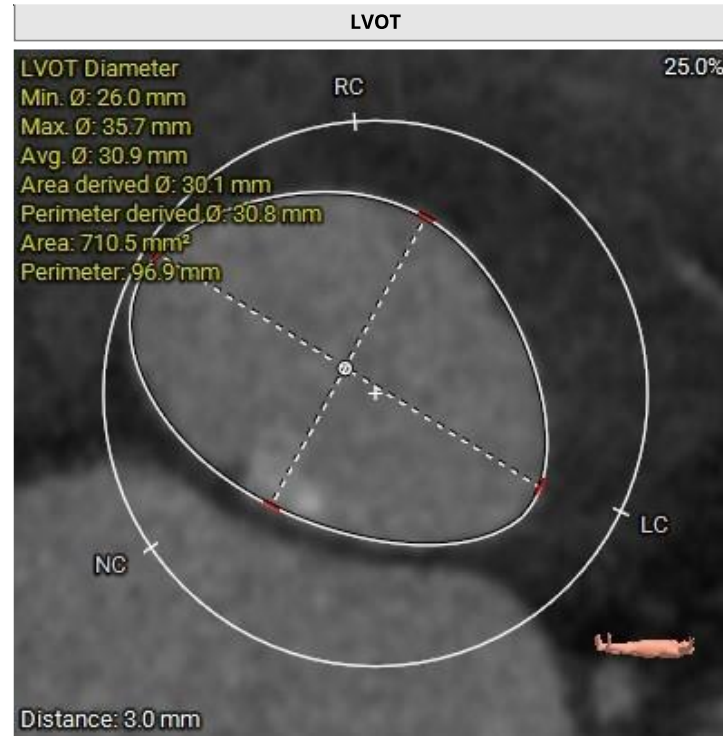 LVOT
LVOT Diameter
25.0%
Min. Ø: 26.0 mm
Max. Ø: 35.7 mm
Avg. Ø: 30.9 mm
Area derived Ø: 30.1 mm
Perimeter derived Ø: 30.8 mm
Area: 710.5 mm²
Perimeter: 96.9 mm
RC
LC
NC
Distance: 3.0 mm